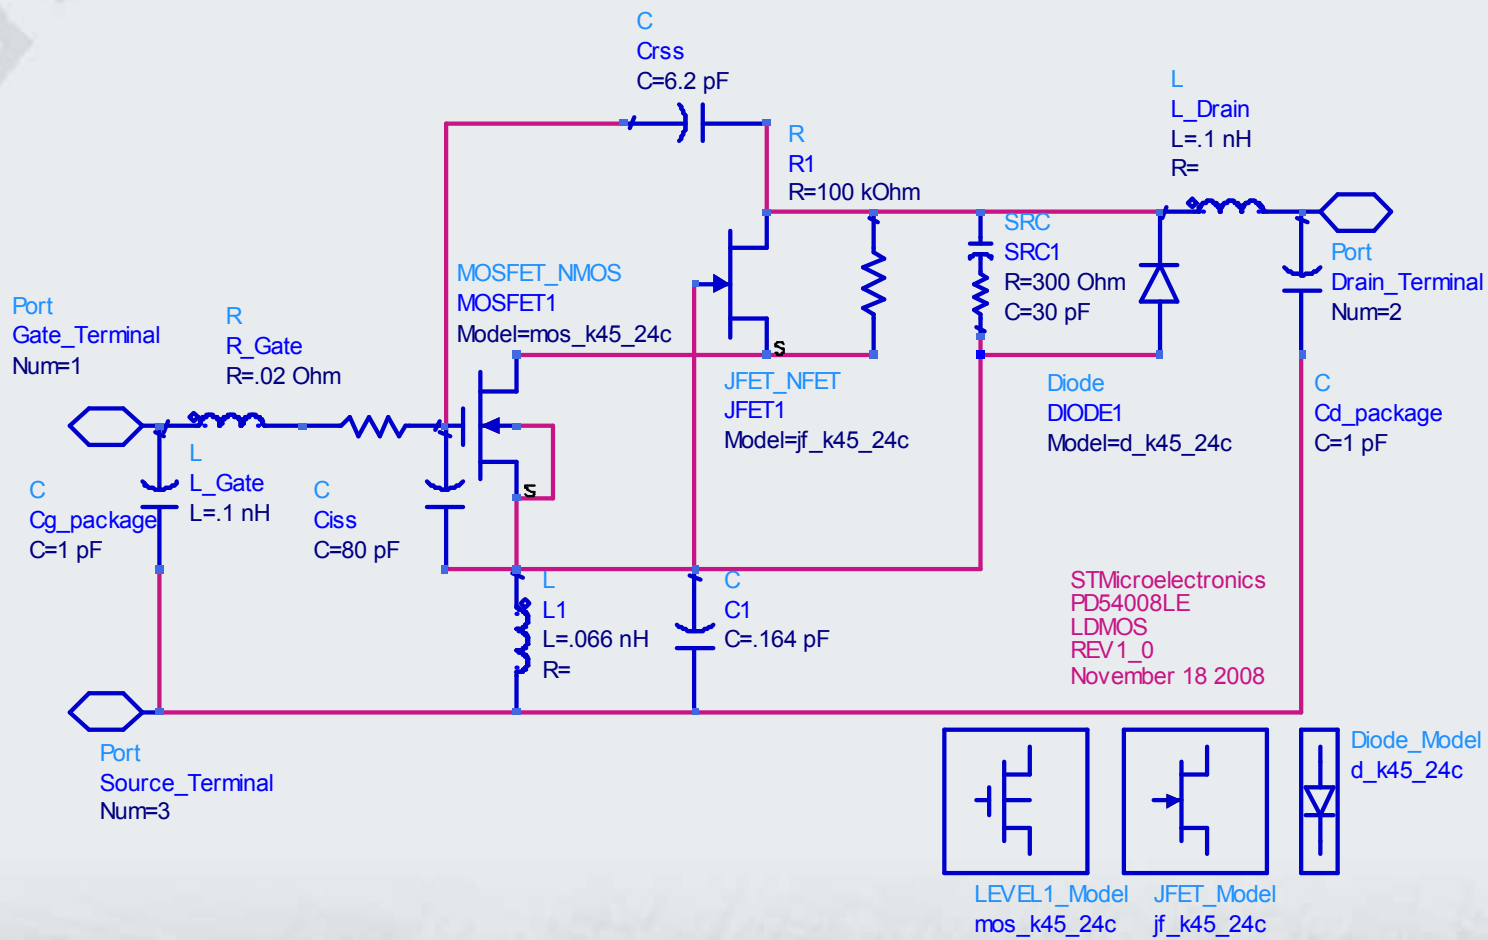 C
Crss
C=6.2 pF
L
L_Drain
L=.1 nH
R=
R
R1
R=100 kOhm
SRC
SRC1
R=300 Ohm
C=30 pF
Port
Drain_Terminal
Num=2
MOSFET_NMOS
MOSFET1
Model=mos_k45_24c
Port
Gate_Terminal
Num=1
R
R_Gate
R=.02 Ohm
S
JFET_NFET
JFET1
Model=jf_k45_24c
Diode
DIODE1
Model=d_k45_24c
C
Cd_package
C=1 pF
L
L_Gate
L=.1 nH
C
Cg_package
C=1 pF
C
Ciss
C=80 pF
S
L
L1
L=.066 nH
R=
C
C1
C=.164 pF
STMicroelectronics
PD54008LE
LDMOS
REV1_0
November 18 2008
Port
Source_Terminal
Num=3
Diode_Model
d_k45_24c
LEVEL1_Model
mos_k45_24c
JFET_Model
jf_k45_24c